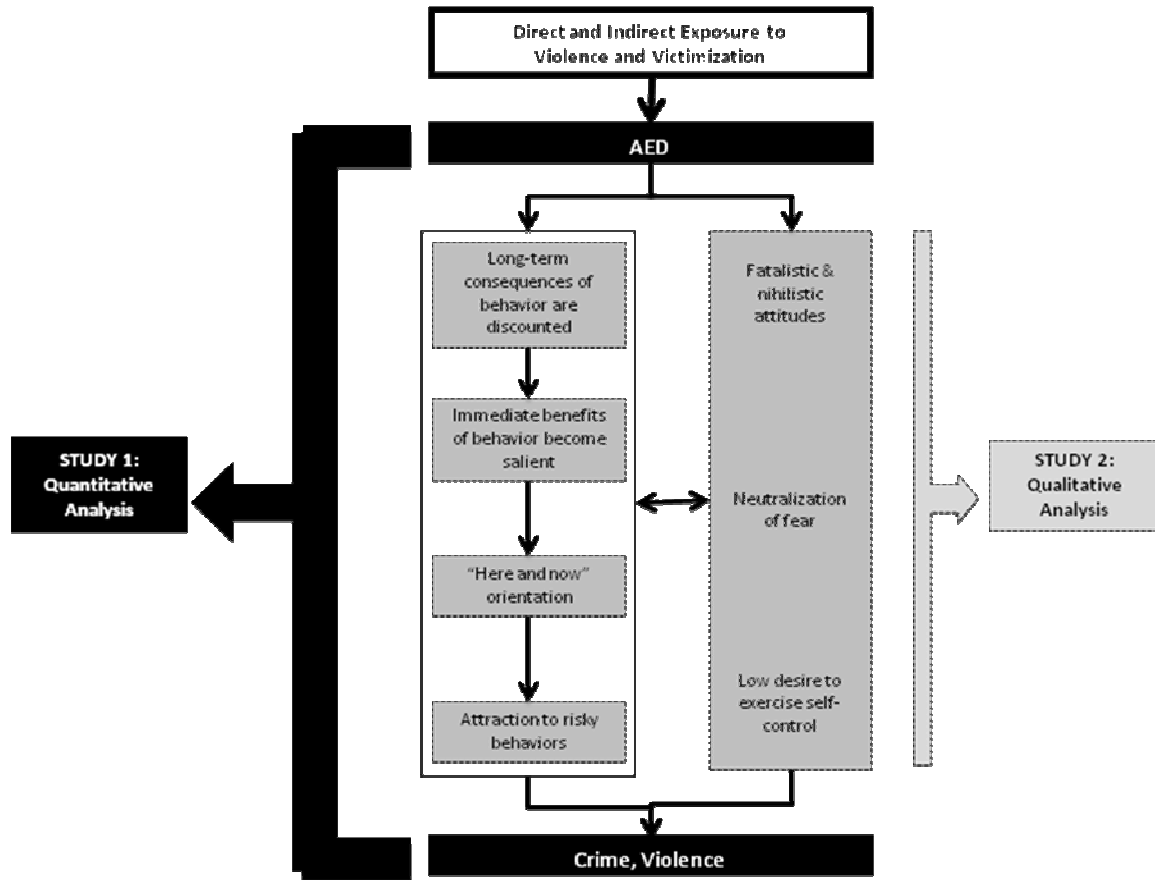 Direct and Indirect Exposure to
Violence and Victimization
AED
Long-term
consequences of
behavior are
discounted
Immediate benefits
of behavior become
salient
"Here and now"
orientation
Attraction to risky
behaviors
Fatalistic &
nihilistic
attitudes
Neutralization
of fear
Low desire to
exercise self-
control
STUDY 1:
Quantitative
Analysis
STUDY 2:
Qualitative
Analysis
Crime, Violence